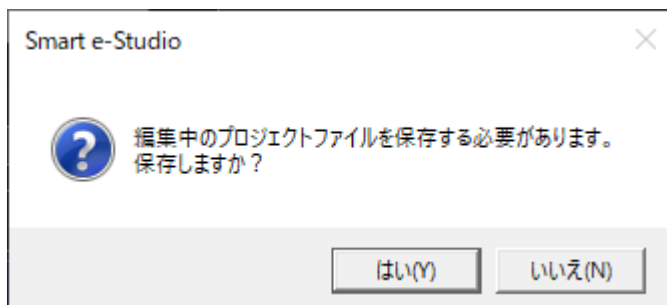 Smart e-Studio
編集中のプロジェクトファイルを保存する必要があります。
保存しますか？
はい(Y)
いいえ(N)